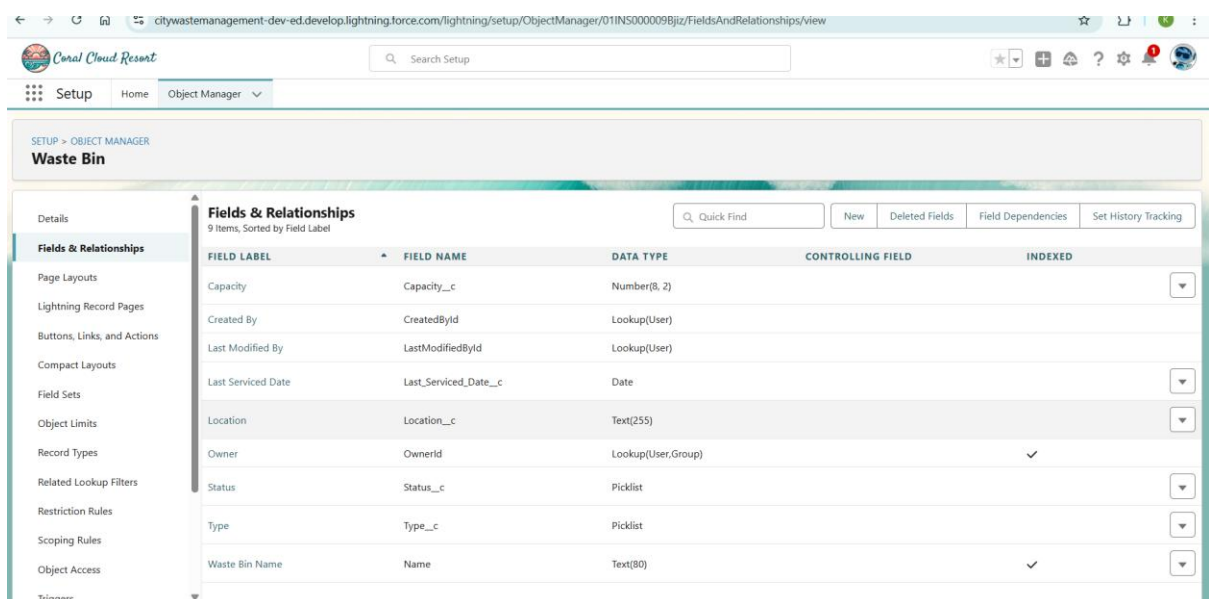 citywastemanagement-dev-ed.develop.lightning.force.com/lightning/setup/ObjectManager/01INS000009Bjiz/FieldsAndRelationships/view
K
Coral Cloud Resort
Search Setup
1
Setup Home Object Manager
SETUP > OBJECT MANAGER
Waste Bin
Details
Fields & Relationships
Page Layouts
Lightning Record Pages
Buttons, Links, and Actions
Compact Layouts
Field Sets
Object Limits
Record Types
Related Lookup Filters
Restriction Rules
Scoping Rules
Object Access
Triggers
Fields & Relationships
9 Items, Sorted by Field Label
Quick Find New Deleted Fields Field Dependencies Set History Tracking
FIELD LABEL FIELD NAME DATA TYPE CONTROLLING FIELD INDEXED
Capacity Capacity__c Number(8, 2)
Created By CreatedById Lookup(User)
Last Modified By LastModifiedById Lookup(User)
Last Serviced Date Last_Serviced_Date__c Date
Location Location__c Text(255)
Owner OwnerId Lookup(User,Group)
Status Status__c Picklist
Type Type__c Picklist
Waste Bin Name Name Text(80)